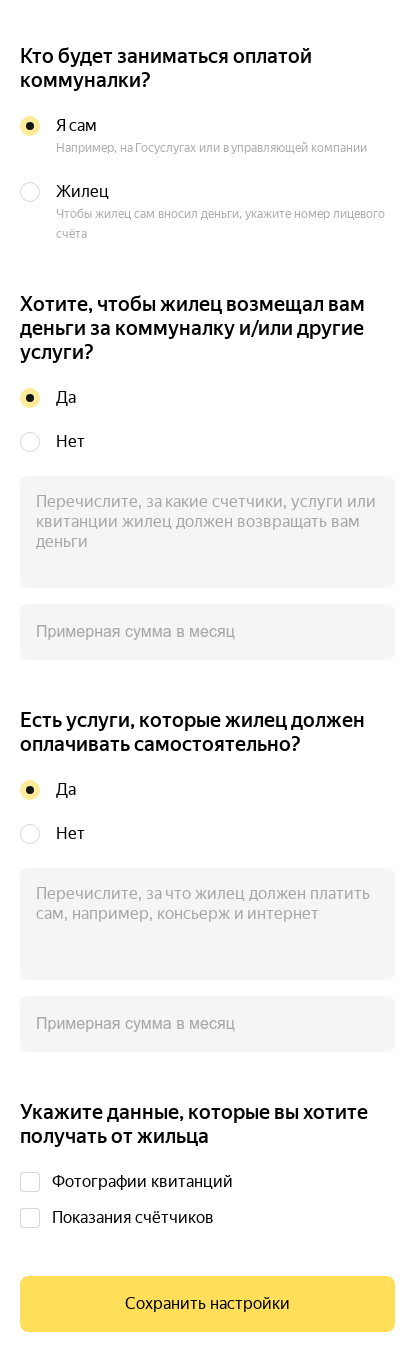 Кто будет заниматься оплатой
коммуналки?
Я сам
Например, на Госуслугах или в управляющей компании
Жилец
Чтобы жилец сам вносил деньги, укажите номер лицевого
счёта
Хотите, чтобы жилец возмещал вам
деньги за коммуналку и/или другие
услуги?
Да
Нет
Перечислите, за какие счетчики, услуги или
квитанции жилец должен возвращать вам
деньги
Примерная сумма в месяц
Есть услуги, которые жилец должен
оплачивать самостоятельно?
Да
Нет
Перечислите, за что жилец должен платить
сам, например, консьерж и интернет
Примерная сумма в месяц
Укажите данные, которые вы хотите
получать от жильца
Фотографии квитанций
Показания счётчиков
Сохранить настройки